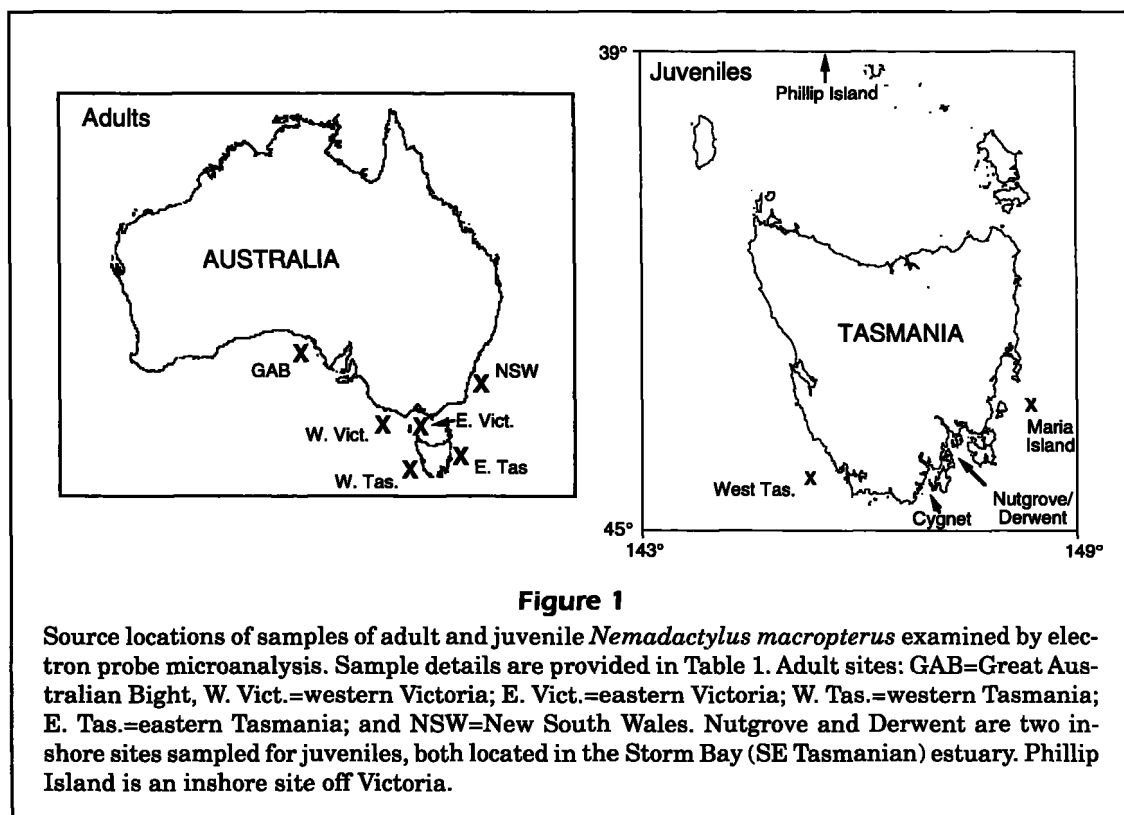 Adults
AUSTRALIA
GAB
NSW
W. Vict.
E. Vict.
W. Tas.
E. Tas
39°
Juveniles
Phillip Island
TASMANIA
Maria
Island
West Tas.
Nutgrove/
Derwent
Cygnet
45°
143°
149°
Figure 1
Source locations of samples of adult and juvenile Nemadactylus macropterus examined by elec-
tron probe microanalysis. Sample details are provided in Table 1. Adult sites: GAB=Great Aus-
tralian Bight, W. Vict.=western Victoria; E. Vict.=eastern Victoria; W. Tas.=western Tasmania;
E. Tas.=eastern Tasmania; and NSW=New South Wales. Nutgrove and Derwent are two in-
shore sites sampled for juveniles, both located in the Storm Bay (SE Tasmanian) estuary. Phillip
Island is an inshore site off Victoria.